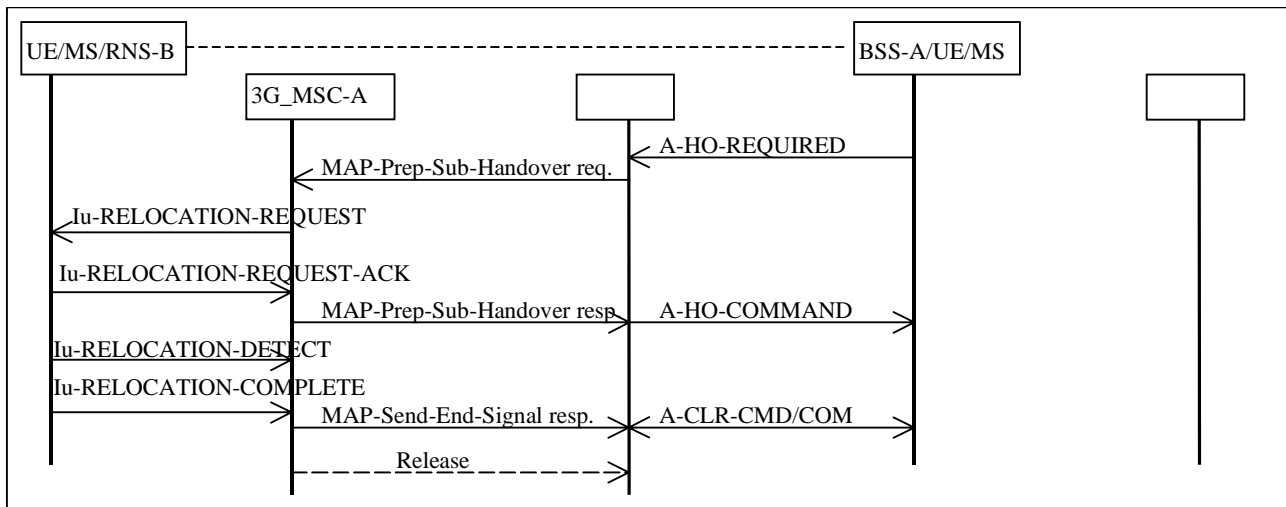 UE/MS/RNS-B
BSS-A/UE/MS
3G_MSC-A
A-HO-REQUIRED
MAP-Prep-Sub-Handover req.
Iu-RELOCATION-REQUEST
Iu-RELOCATION-REQUEST-ACK
MAP-Prep-Sub-Handover resp
A-HO-COMMAND
Iu-RELOCATION-DETECT
Iu-RELOCATION-COMPLETE
MAP-Send-End-Signal resp.
A-CLR-CMD/COM
Release